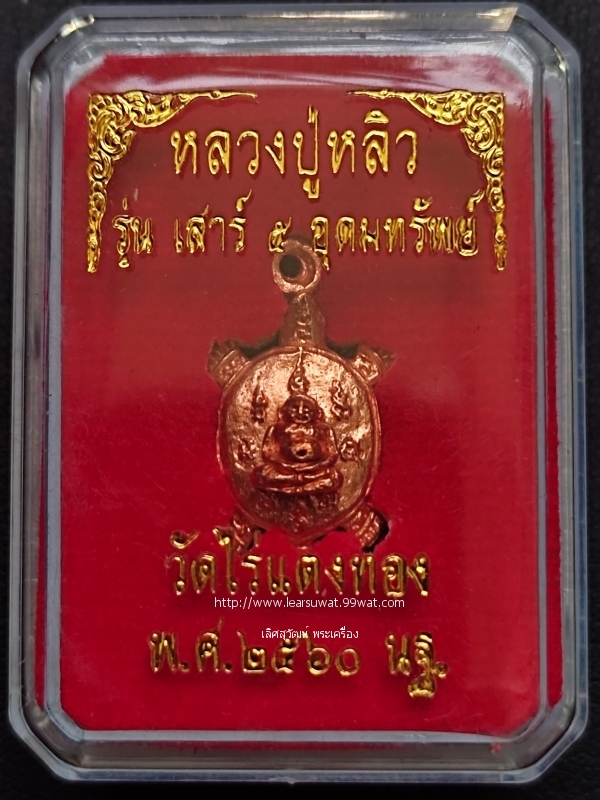 หลวงปู่หลิว
รุ่น เสาร์ ๕ อุดมทรัพย์
วัดไร่แตงทอง
http://www.learsuwat.99wat.com
เลิศสุวัฒน์ พระเครื่อง
พ.ศ.๒๕๖๐ นฐ.